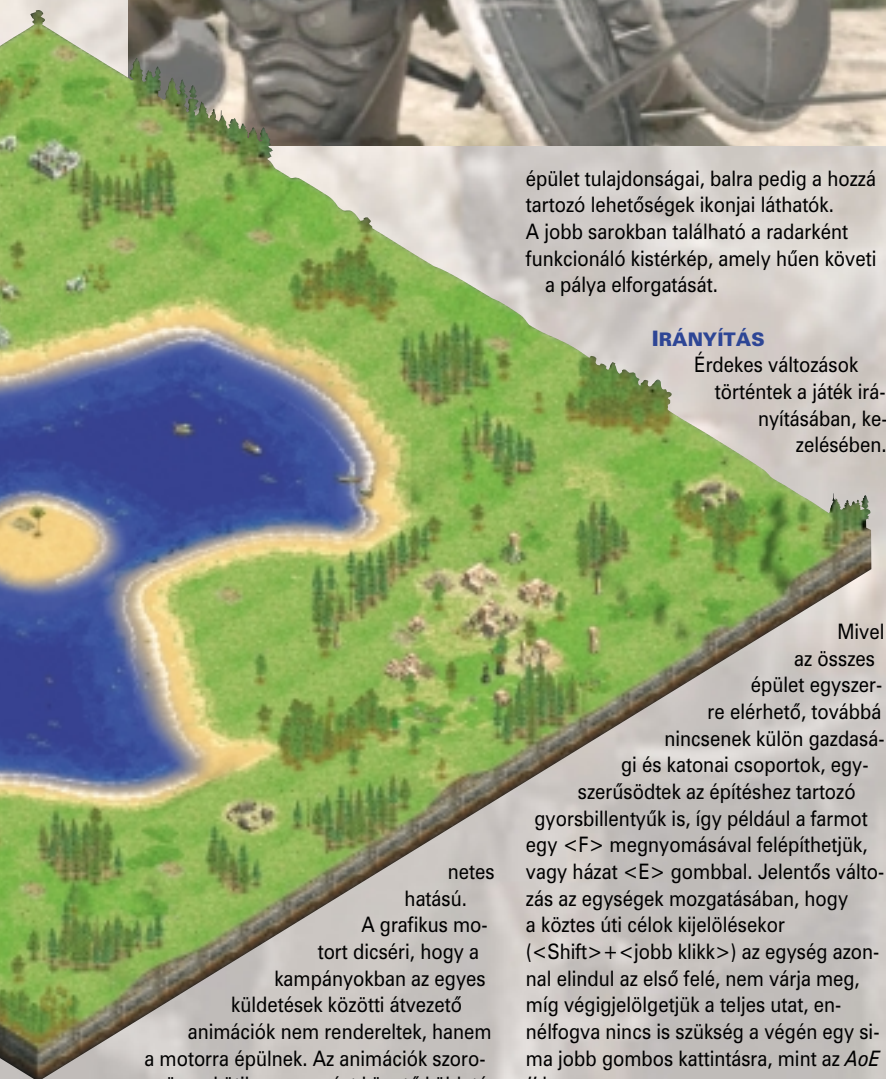 netes
hatású.
A grafikus mo-
tort dicséri, hogy a
kampányokban az egyes
küldetések közötti átvezető
animációk nem rendereltek, hanem
a motorra épülnek. Az animációk szoro-
épület tulajdonságai, balra pedig a hozzá
tartozó lehetőségek ikonjai láthatók.
A jobb sarokban található a radarként
funkcionáló kistérkép, amely hűen követi
a pálya elforgatását.
IRÁNYÍTÁS
Érdekes változások
történtek a játék irá-
nyításában, ke-
zelésében.
Mivel
az összes
épület egyszer-
re elérhető, továbbá
nincsenek külön gazdasá-
gi és katonai csoportok, egy-
szerűsödtek az építéshez tartozó
gyorsbillentyűk is, így például a farmot
egy <F> megnyomásával felépíthetjük,
vagy házat <E> gombbal. Jelentősválto-
zás az egységek mozgatásában, hogy
a köztes úti célok kijelölésekor
(<Shift>+<jobb klikk>) az egység azon-
nal elindul az első felé, nem várja meg,
míg végigjelölgetjük a teljes utat, en-
nélfogva nincs is szükség a végén egy si-
ma jobb gombos kattintásra, mint az AoE